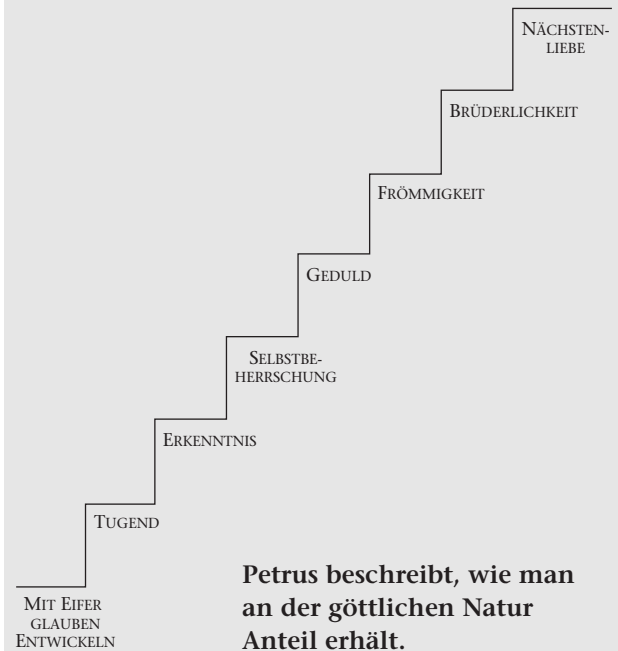 NÄCHSTEN-
LIEBE
BRÜDERLICHKEIT
FRÖMMIGKEIT
GEDULD
SELBSTBE-
HERRSCHUNG
ERKENNTNIS
TUGEND
MIT EIFER
GLAUBEN
ENTWICKELN
Petrus beschreibt, wie man
an der göttlichen Natur
Anteil erhält.